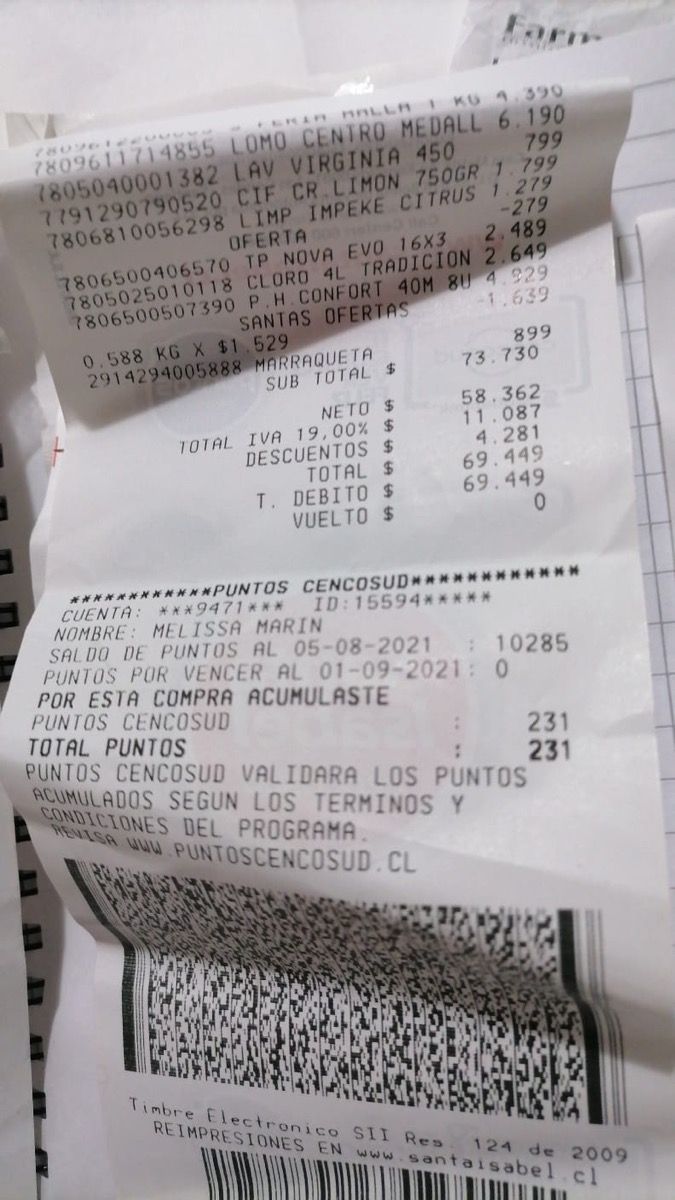 Farm
MALLA 1 KG 4.390
7809611714855 LOMO CENTRO MEDALL 6.190
7805040001382 LAV VIRGINIA 450 799
7791290790520 CIF CR.LIMON 750GR 1.799
7806810056298 LIMP IMPEKE CITRUS 1.279
OFERTA -279
7806500406570 TP NOVA EVO 16X3 2.489
7805025010118 CLORO 4L TRADICION 2.649
7806500507390 P.H.CONFORT 40M 8U 4.929
SANTAS OFERTAS -1.639
0.588 KG X $1.529
2914294005888 MARRAQUETA 899
SUB TOTAL $ 73.730
NETO $ 58.362
TOTAL IVA 19,00% $ 11.087
DESCUENTOS $ 4.281
TOTAL $ 69.449
T. DEBITO $ 69.449
VUELTO $ 0
************PUNTOS CENCOSUD************
CUENTA: ***9471*** ID:15594*****
NOMBRE: MELISSA MARIN
SALDO DE PUNTOS AL 05-08-2021 : 10285
PUNTOS POR VENCER AL 01-09-2021: 0
POR ESTA COMPRA ACUMULASTE
PUNTOS CENCOSUD : 231
TOTAL PUNTOS : 231
PUNTOS CENCOSUD VALIDARA LOS PUNTOS
ACUMULADOS SEGUN LOS TERMINOS Y
CONDICIONES DEL PROGRAMA.
REVISA WWW.PUNTOSCENCOSUD.CL
Timbre Electronico SII Res. 124 de 2009
REIMPRESIONES EN www.santaisabel.cl